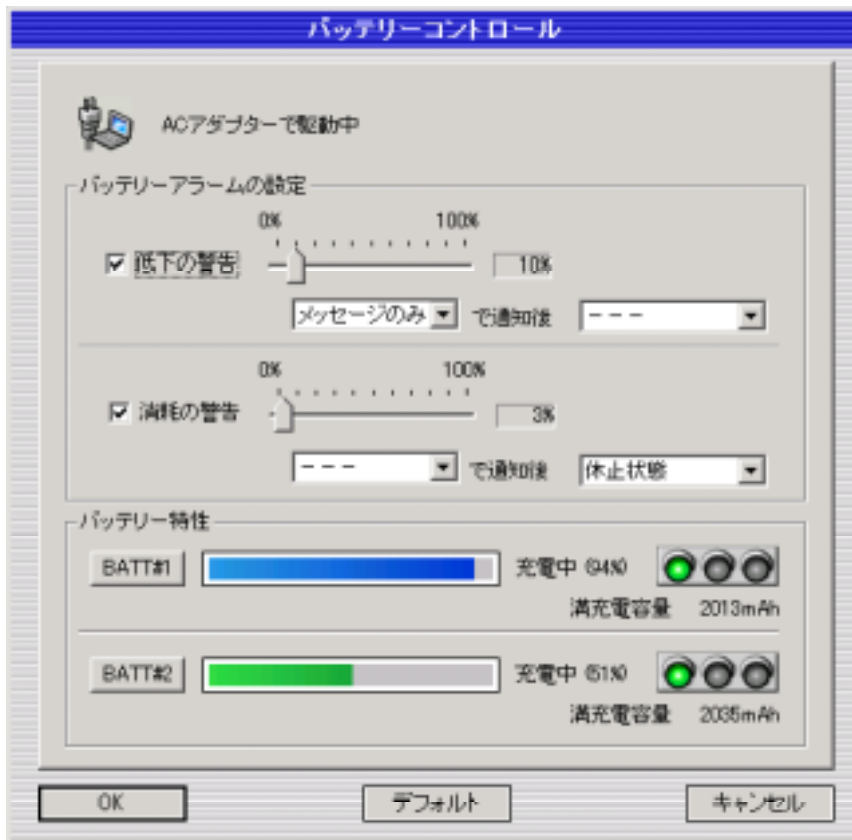 バッテリーコントロール
ACアダプターで駆動中
バッテリーアラームの設定
0% 100%
低下の警告 10%
メッセージのみ で通知後 ---
0% 100%
消耗の警告 3%
--- で通知後 休止状態
バッテリー特性
BATT#1 充電中 (94%)
満充電容量 2013mAh
BATT#2 充電中 (51%)
満充電容量 2035mAh
OK デフォルト キャンセル